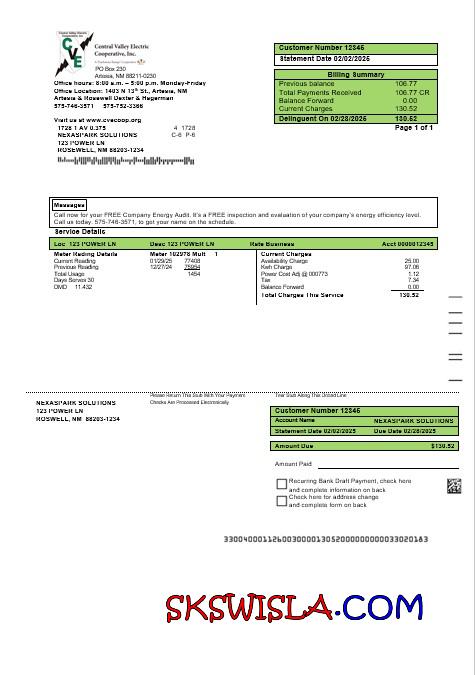 Central Valley Electric Cooperative, Inc.
CVE
Central Valley Electric
Cooperative, Inc.
PO Box 230
Artesia, NM 88211-0230
Office hours: 8:00 a.m. – 5:00 p.m. Monday-Friday
Office Location: 1403 N 13th St., Artesia, NM
Artesia & Roswell Dexter & Hagerman
575-746-3571 575-752-3366
Visit us at www.cvecoop.org
1728 1 AV 0.375 4 1728
NEXASPARK SOLUTIONS C-6 P-6
123 POWER LN
ROSEWELL, NM 88203-1234
Customer Number 12345
Statement Date 02/02/2025
Billing Summary
Previous balance 106.77
Total Payments Received 106.77 CR
Balance Forward 0.00
Current Charges 130.52
Delinquent On 02/28/2025 130.52
Page 1 of 1
Messages
Call now for your FREE Company Energy Audit. It's a FREE inspection and evaluation of your company's energy efficiency level.
Call us today, 575-746-3571, to get your name on the schedule.
Service Details
Loc 123 POWER LN Desc 123 POWER LN Rate Business Acct 0000012345
Meter Rading Details Meter 102978 Mult 1
Current Reading 01/29/25 77408
Previous Reading 12/27/24 75954
Total Usage 1454
Days Serves 30
DMD 11.432
Current Charges
Availability Charge 25.00
Kwh Charge 97.06
Power Cost Adj @ 000773 1.12
Tax 7.34
Balance Forward 0.00
Total Charges This Service 130.52
Please Return This Stub With Your Payment Tear Stub Along This Dotted Line
Checks Are Processed Electronically
NEXASPARK SOLUTIONS
123 POWER LN
ROSWELL, NM 88203-1234
Customer Number 12345
Account Name NEXASPARK SOLUTIONS
Statement Date 02/02/2025 Due Date 02/28/2025
Amount Due $130.52
Amount Paid
Recurring Bank Draft Payment, check here
and complete information on back
Check here for address change
and complete form on back
SKSWISLA.COM